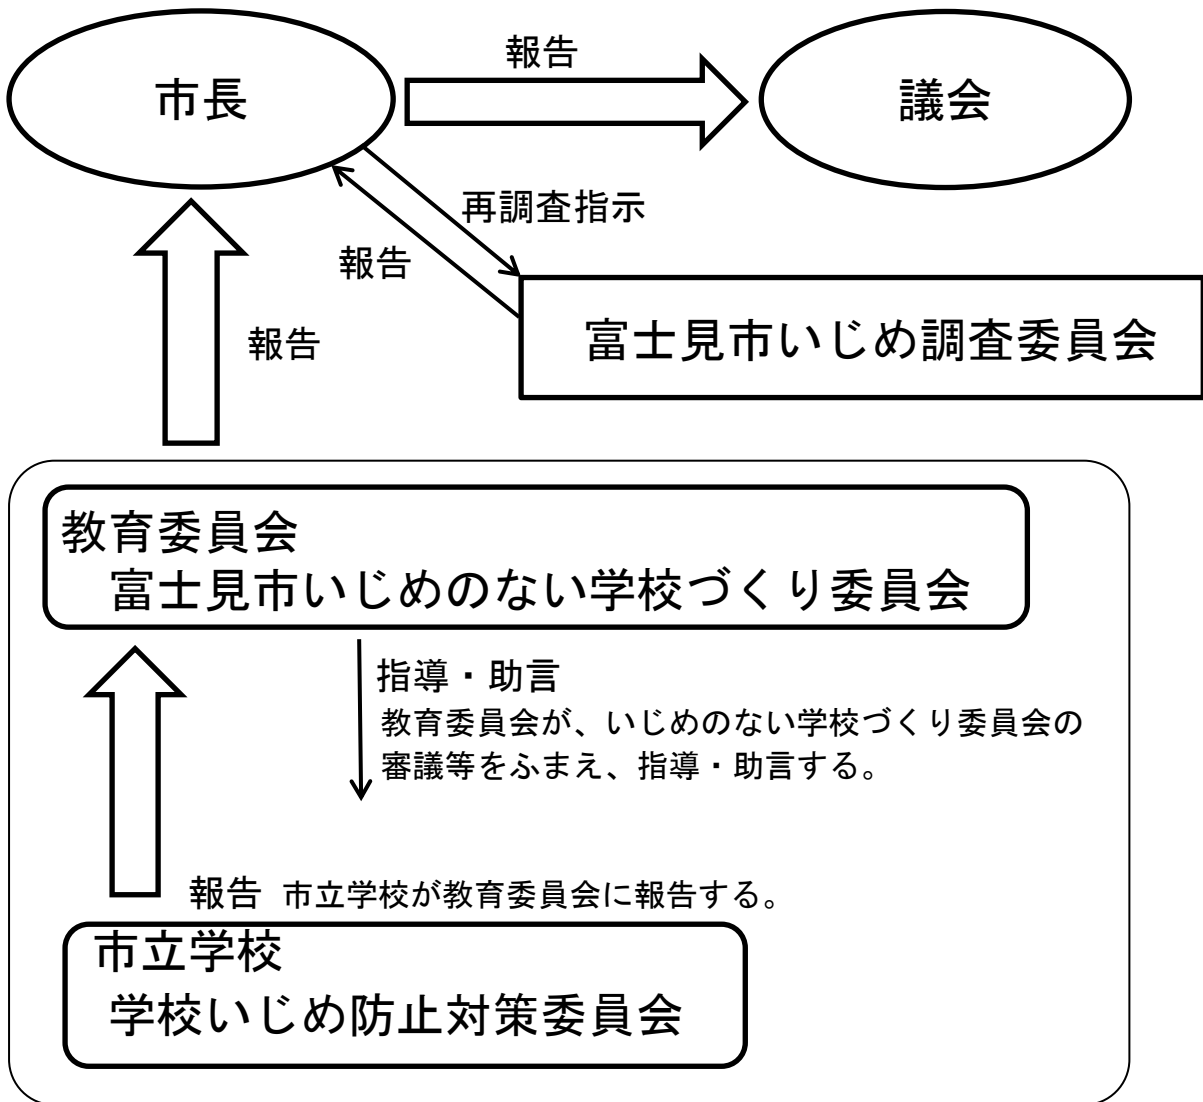 報告
市長
議会
再調査指示
報告
富士見市いじめ調査委員会
報告
教育委員会
富士見市いじめのない学校づくり委員会
指導・助言
教育委員会が、いじめのない学校づくり委員会の
審議等をふまえ、指導・助言する。
報告 市立学校が教育委員会に報告する。
市立学校
学校いじめ防止対策委員会